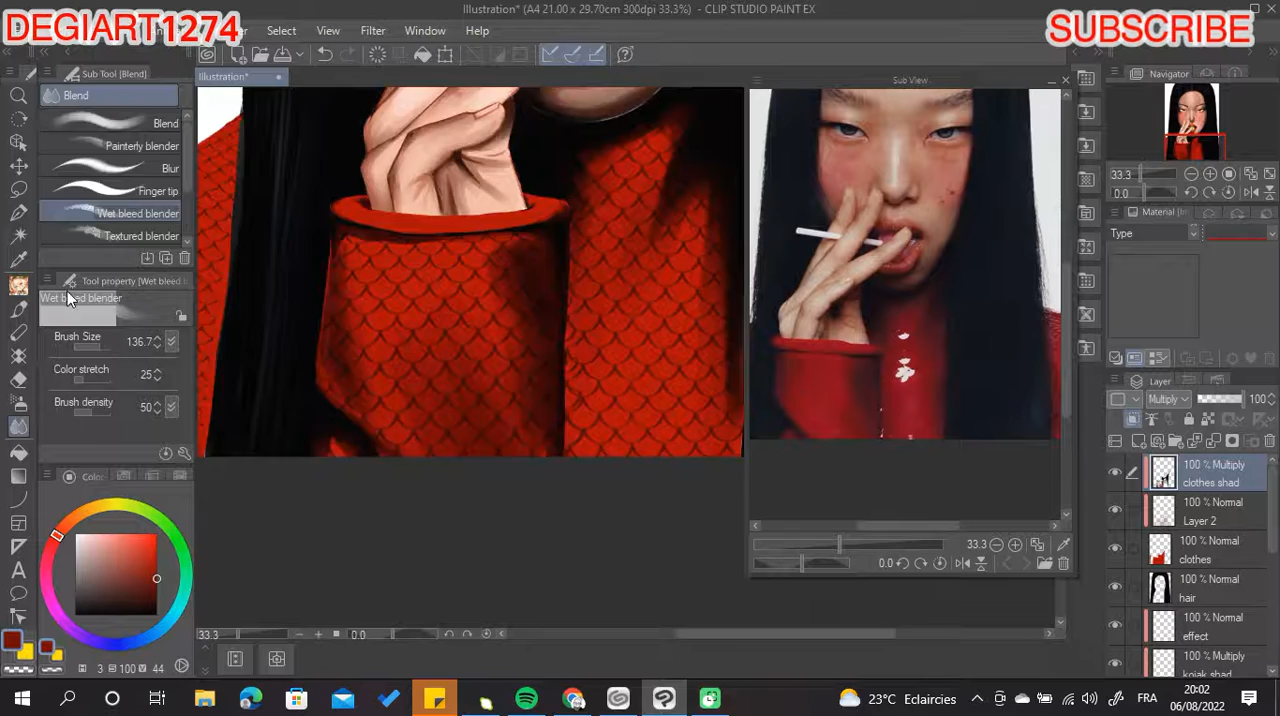 Illustration* (A4 21.00 x 29.70cm 300dpi 33.3%) - CLIP STUDIO PAINT EX
DEGIART1274
SUBSCRIBE
Select View Filter Window Help
Sub Tool [Blend]
Illustration*
Sub View
Navigator
Blend
Blend
Painterly blender
Blur
Finger tip
Wet bleed blender
Textured blender
33.3
0.0
Material [
Type
Tool property [Wet bleed b
Wet bleed blender
Brush Size 136.7
Color stretch 25
Brush density 50
Layer
Multiply 100
100 % Multiply
clothes shad
100 % Normal
Layer 2
100 % Normal
clothes
100 % Normal
hair
100 % Normal
effect
100 % Multiply
kojak shad
Color
33.3
0.0
33.3 0.0
H 3 S 100 V 44
23°C Eclaircies
FRA
20:02
06/08/2022